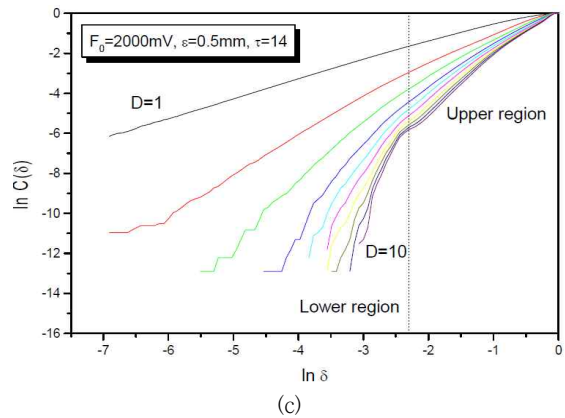 F₀=2000mV, ε=0.5mm, τ=14
D=1
Upper region
D=10
Lower region
0
-2
-4
-6
-8
-10
-12
-14
-16
ln C(δ)
-7 -6 -5 -4 -3 -2 -1 0
ln δ
(c)